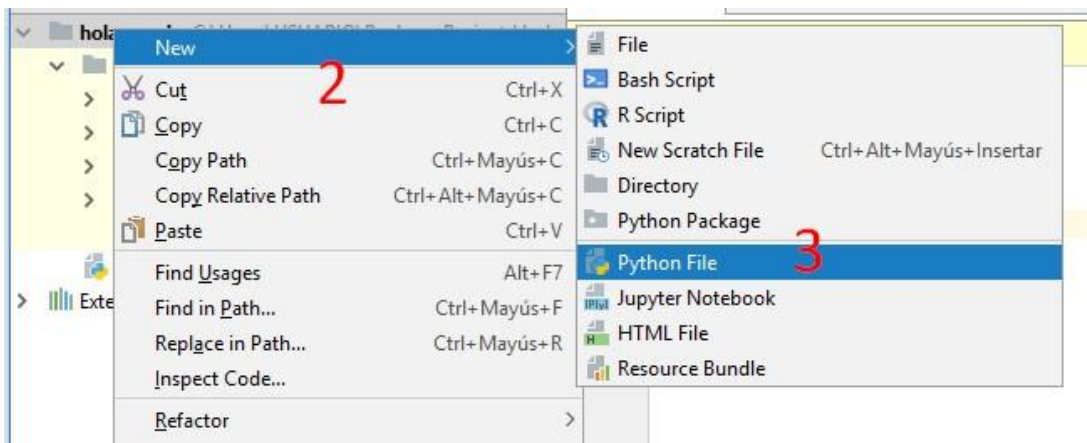 New
2
Cut Ctrl+X
Copy Ctrl+C
Copy Path Ctrl+Mayús+C
Copy Relative Path Ctrl+Alt+Mayús+C
Paste Ctrl+V
Find Usages Alt+F7
Find in Path... Ctrl+Mayús+F
Replace in Path... Ctrl+Mayús+R
Inspect Code...
Refactor
File
Bash Script
R Script
New Scratch File Ctrl+Alt+Mayús+Insertar
Directory
Python Package
3
Python File
Jupyter Notebook
HTML File
Resource Bundle